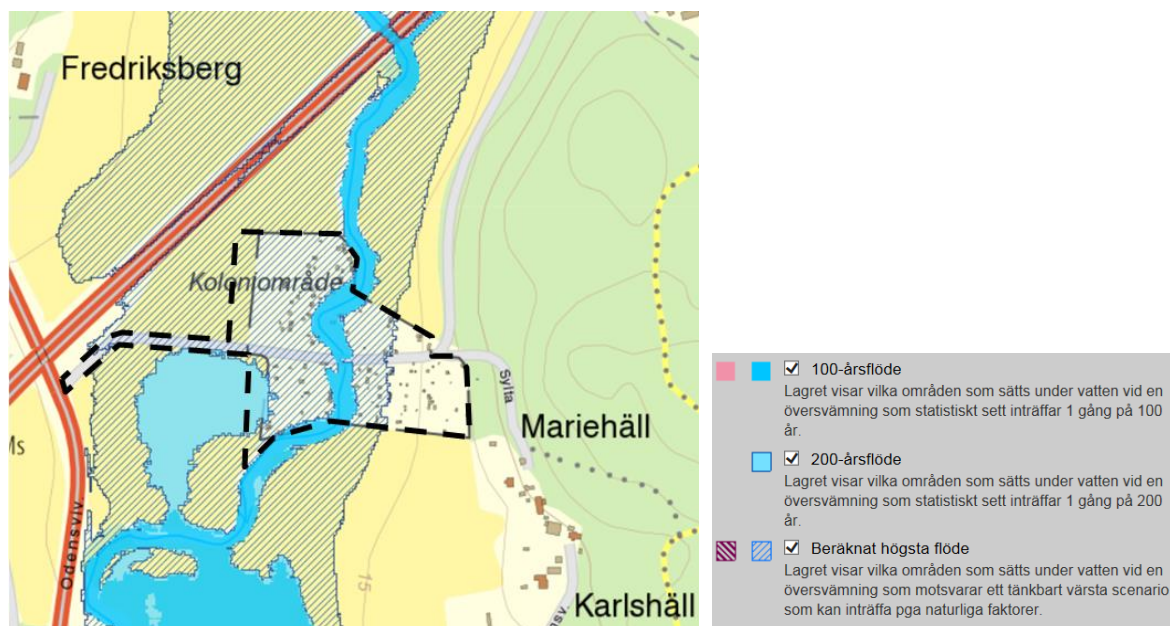 Fredriksberg
Koloniområde
Sylta
Mariehäll
Ms
Odensviv
15
Karlshäll
sv
100-årsflöde
Lagret visar vilka områden som sätts under vatten vid en
översvämning som statistiskt sett inträffar 1 gång på 100
år.
200-årsflöde
Lagret visar vilka områden som sätts under vatten vid en
översvämning som statistiskt sett inträffar 1 gång på 200
år.
Beräknat högsta flöde
Lagret visar vilka områden som sätts under vatten vid en
översvämning som motsvarar ett tänkbart värsta scenario
som kan inträffa pga naturliga faktorer.